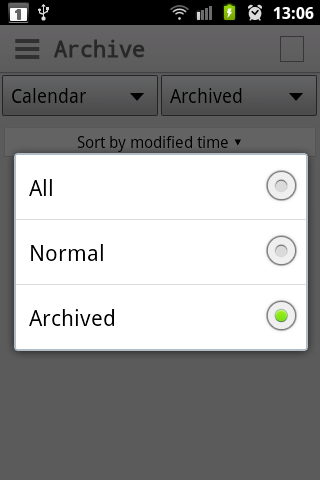 1
13:06
Archive
Calendar
Archived
Sort by modified time ▼
All
Normal
Archived